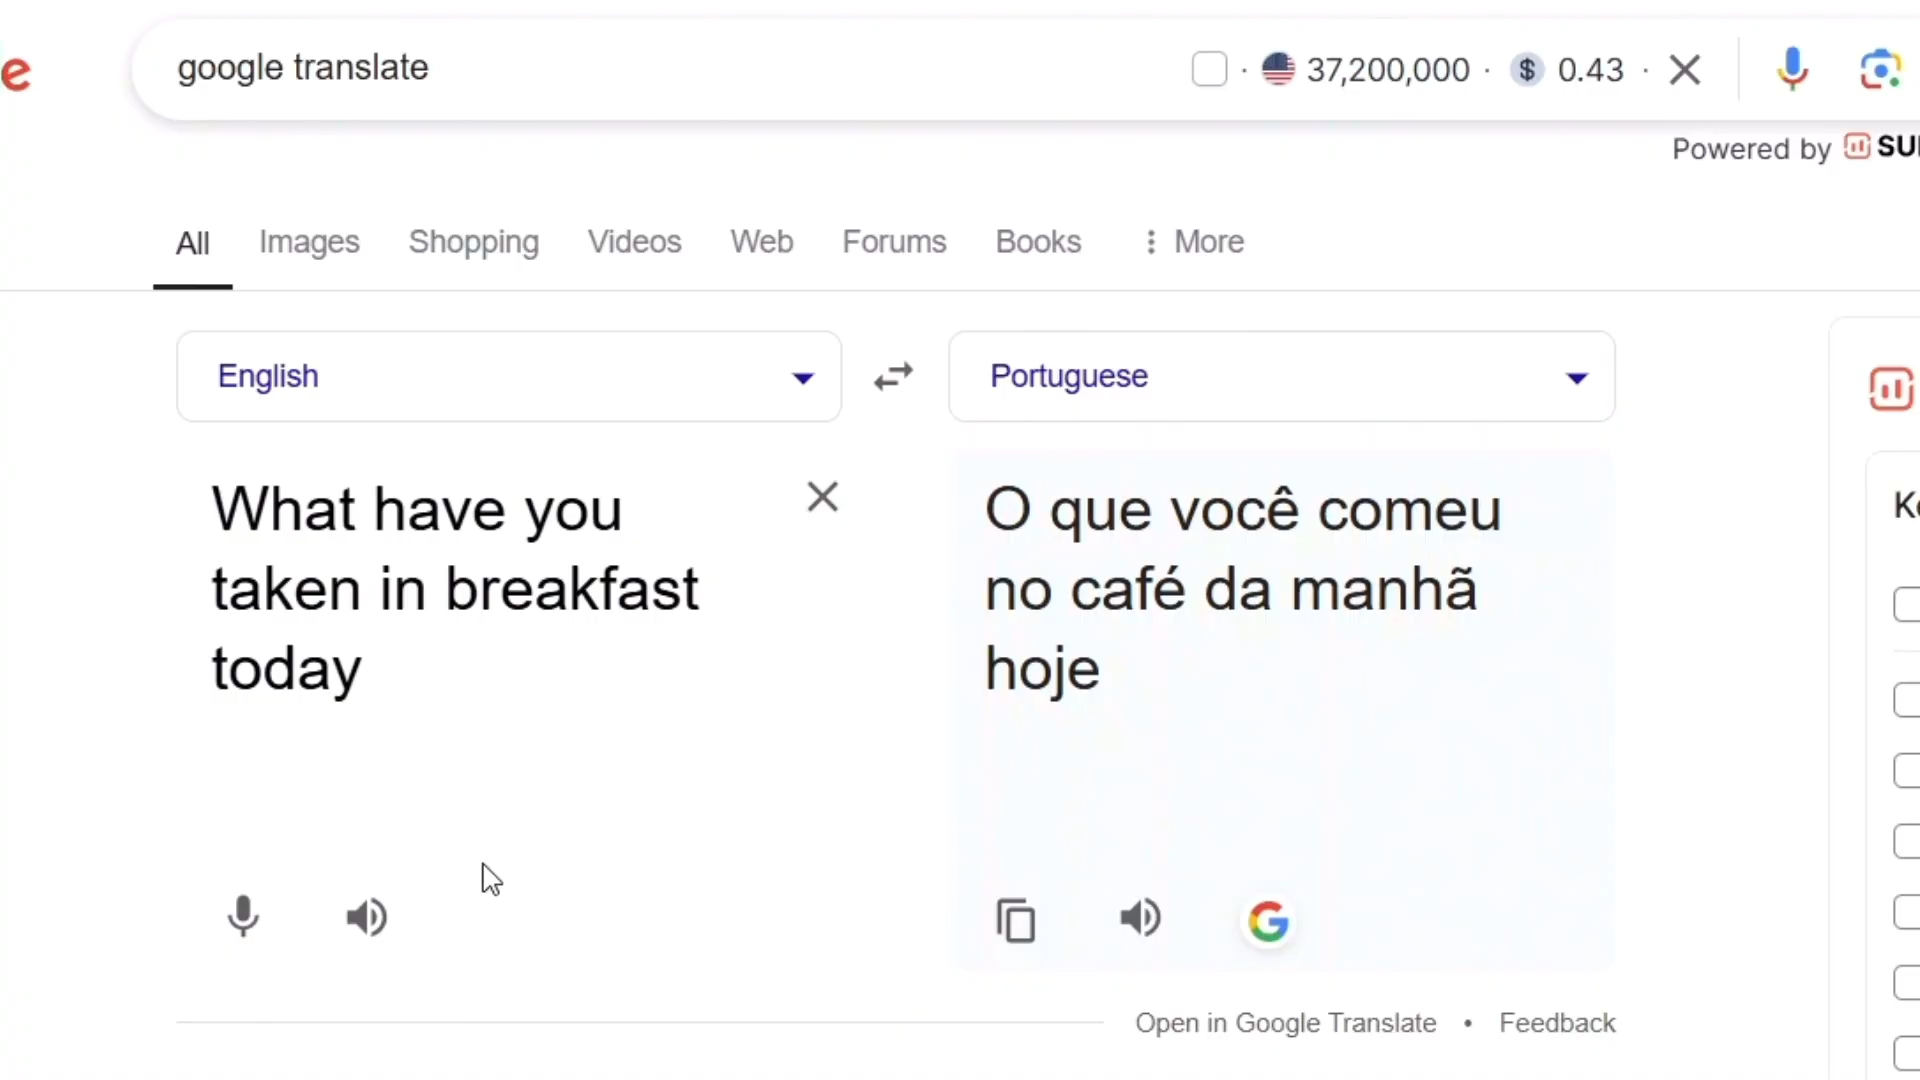 e
google translate
37,200,000 · $ 0.43 ·
Powered by
All Images Shopping Videos Web Forums Books More
English
Portuguese
What have you
taken in breakfast
today
O que você comeu
no café da manhã
hoje
Open in Google Translate • Feedback